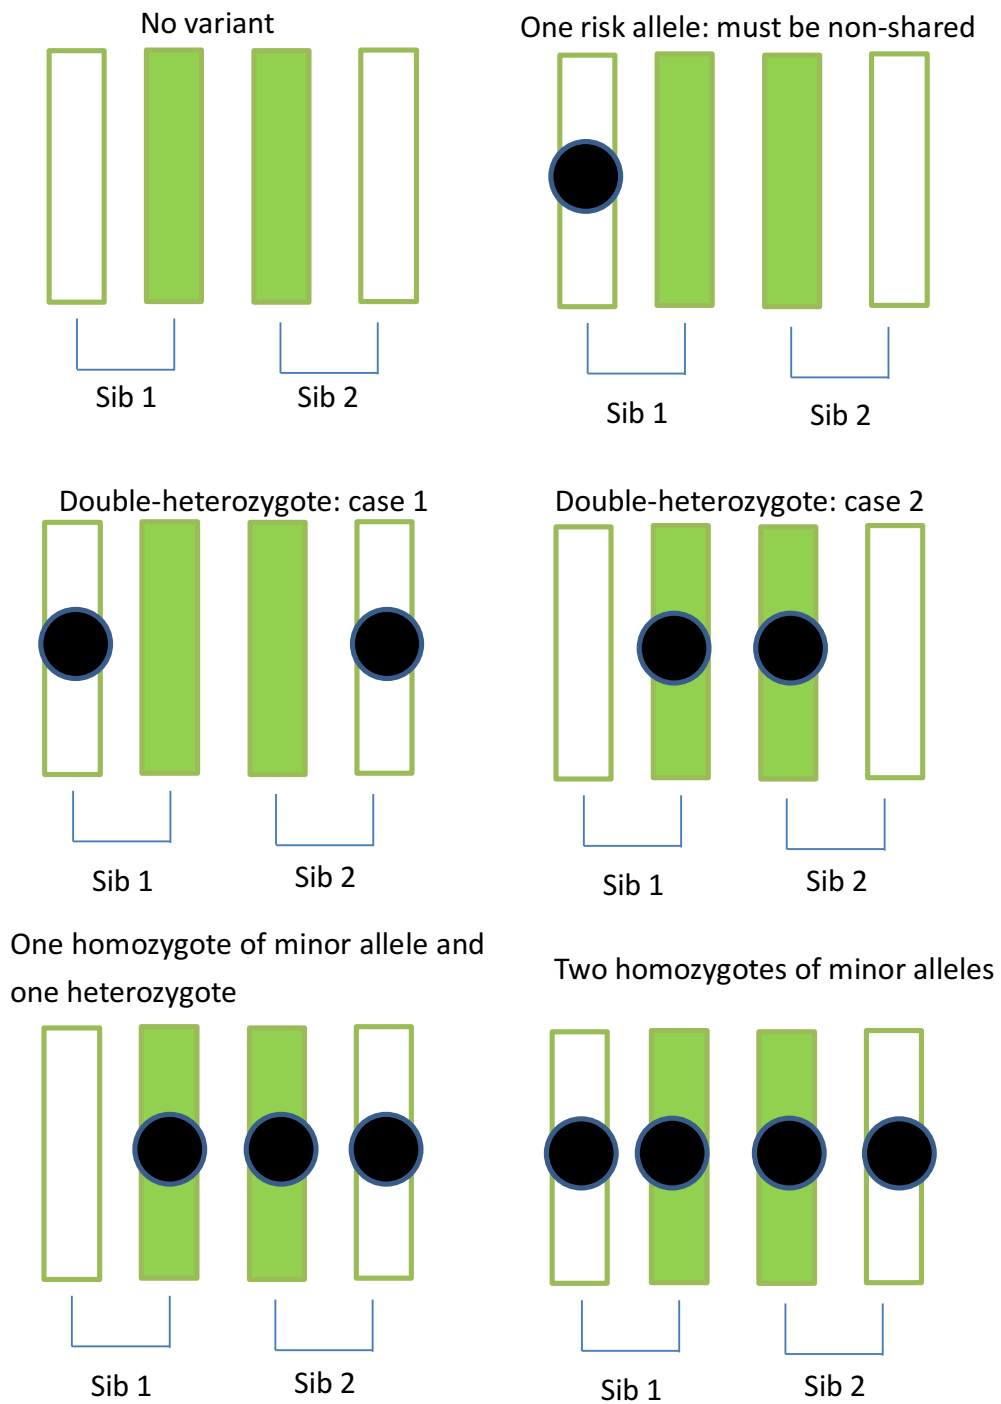 No variant
One risk allele: must be non-shared
Sib 1
Sib 2
Sib 1
Sib 2
Double-heterozygote: case 1
Double-heterozygote: case 2
Sib 1
Sib 2
Sib 1
Sib 2
One homozygote of minor allele and
one heterozygote
Two homozygotes of minor alleles
Sib 1
Sib 2
Sib 1
Sib 2